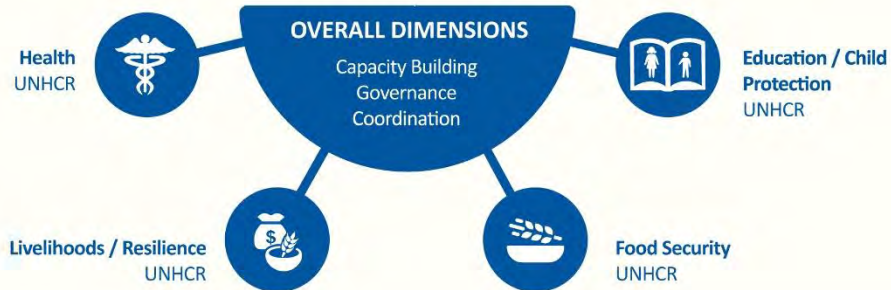 OVERALL DIMENSIONS
Capacity Building
Governance
Coordination
Health
UNHCR
Education / Child
Protection
UNHCR
$
Livelihoods / Resilience
UNHCR
Food Security
UNHCR